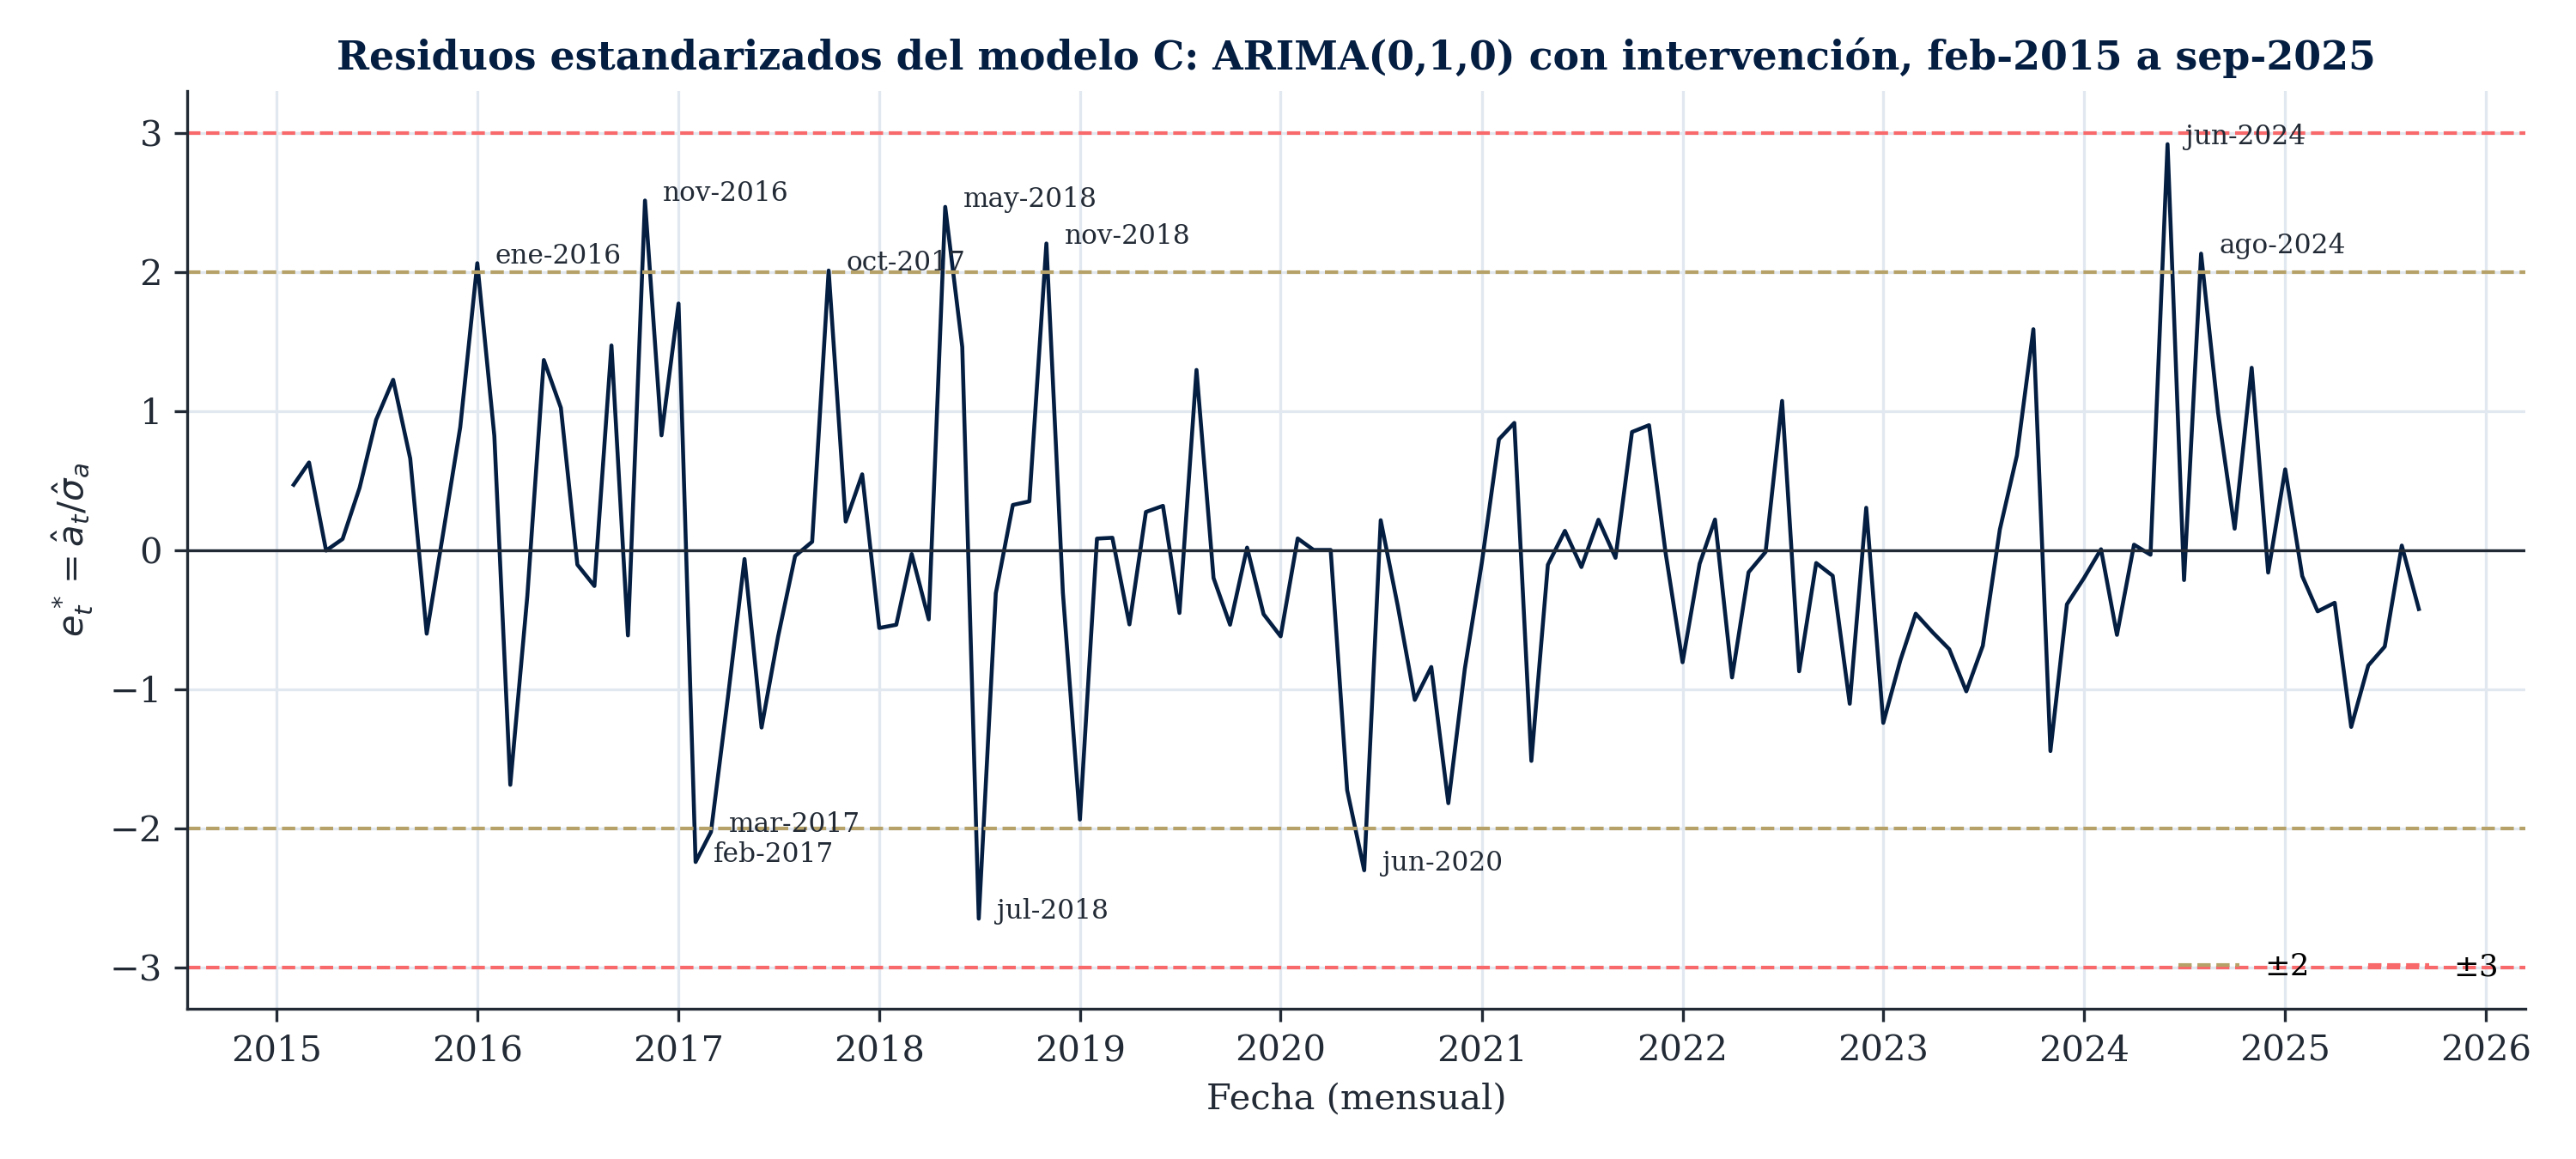 Residuos estandarizados del modelo C: ARIMA(0,1,0) con intervención, feb-2015 a sep-2025
3
jun-2024
nov-2016
may-2018
nov-2018
ene-2016
oct-2017
ago-2024
2
1
e*t = ât/σ̂a
0
−1
mar-2017
−2
feb-2017
jun-2020
jul-2018
−3
±2
±3
2015 2016 2017 2018 2019 2020 2021 2022 2023 2024 2025 2026
Fecha (mensual)